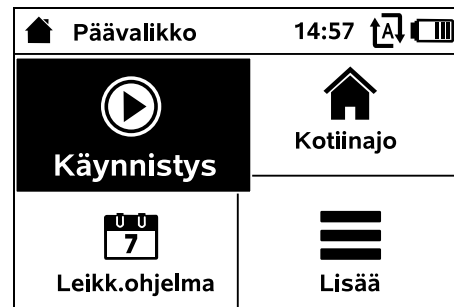 Päävalikko 14:57 A
Käynnistys
Kotiinajo
7
Leikk.ohjelma
Lisää